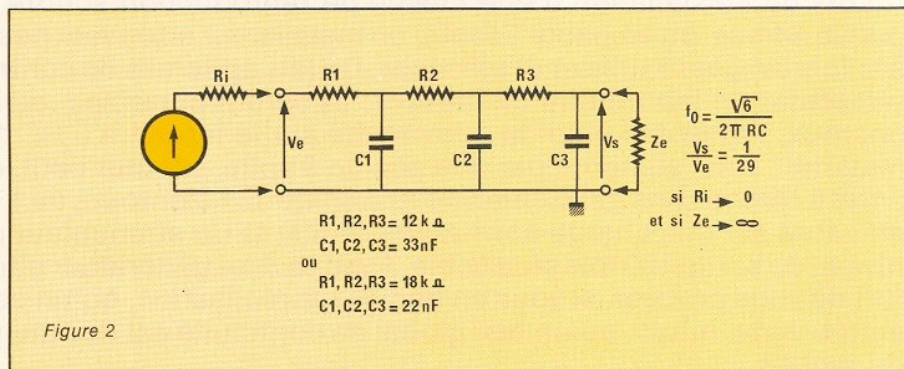 Ri R1 R2 R3
Ve C1 C2 C3 Vs Ze
f0 = √6 / 2π RC
Vs / Ve = 1 / 29
si Ri → 0
et si Ze → ∞
R1, R2, R3 = 12 k Ω
C1, C2, C3 = 33 nF
ou
R1, R2, R3 = 18 k Ω
C1, C2, C3 = 22 nF
Figure 2